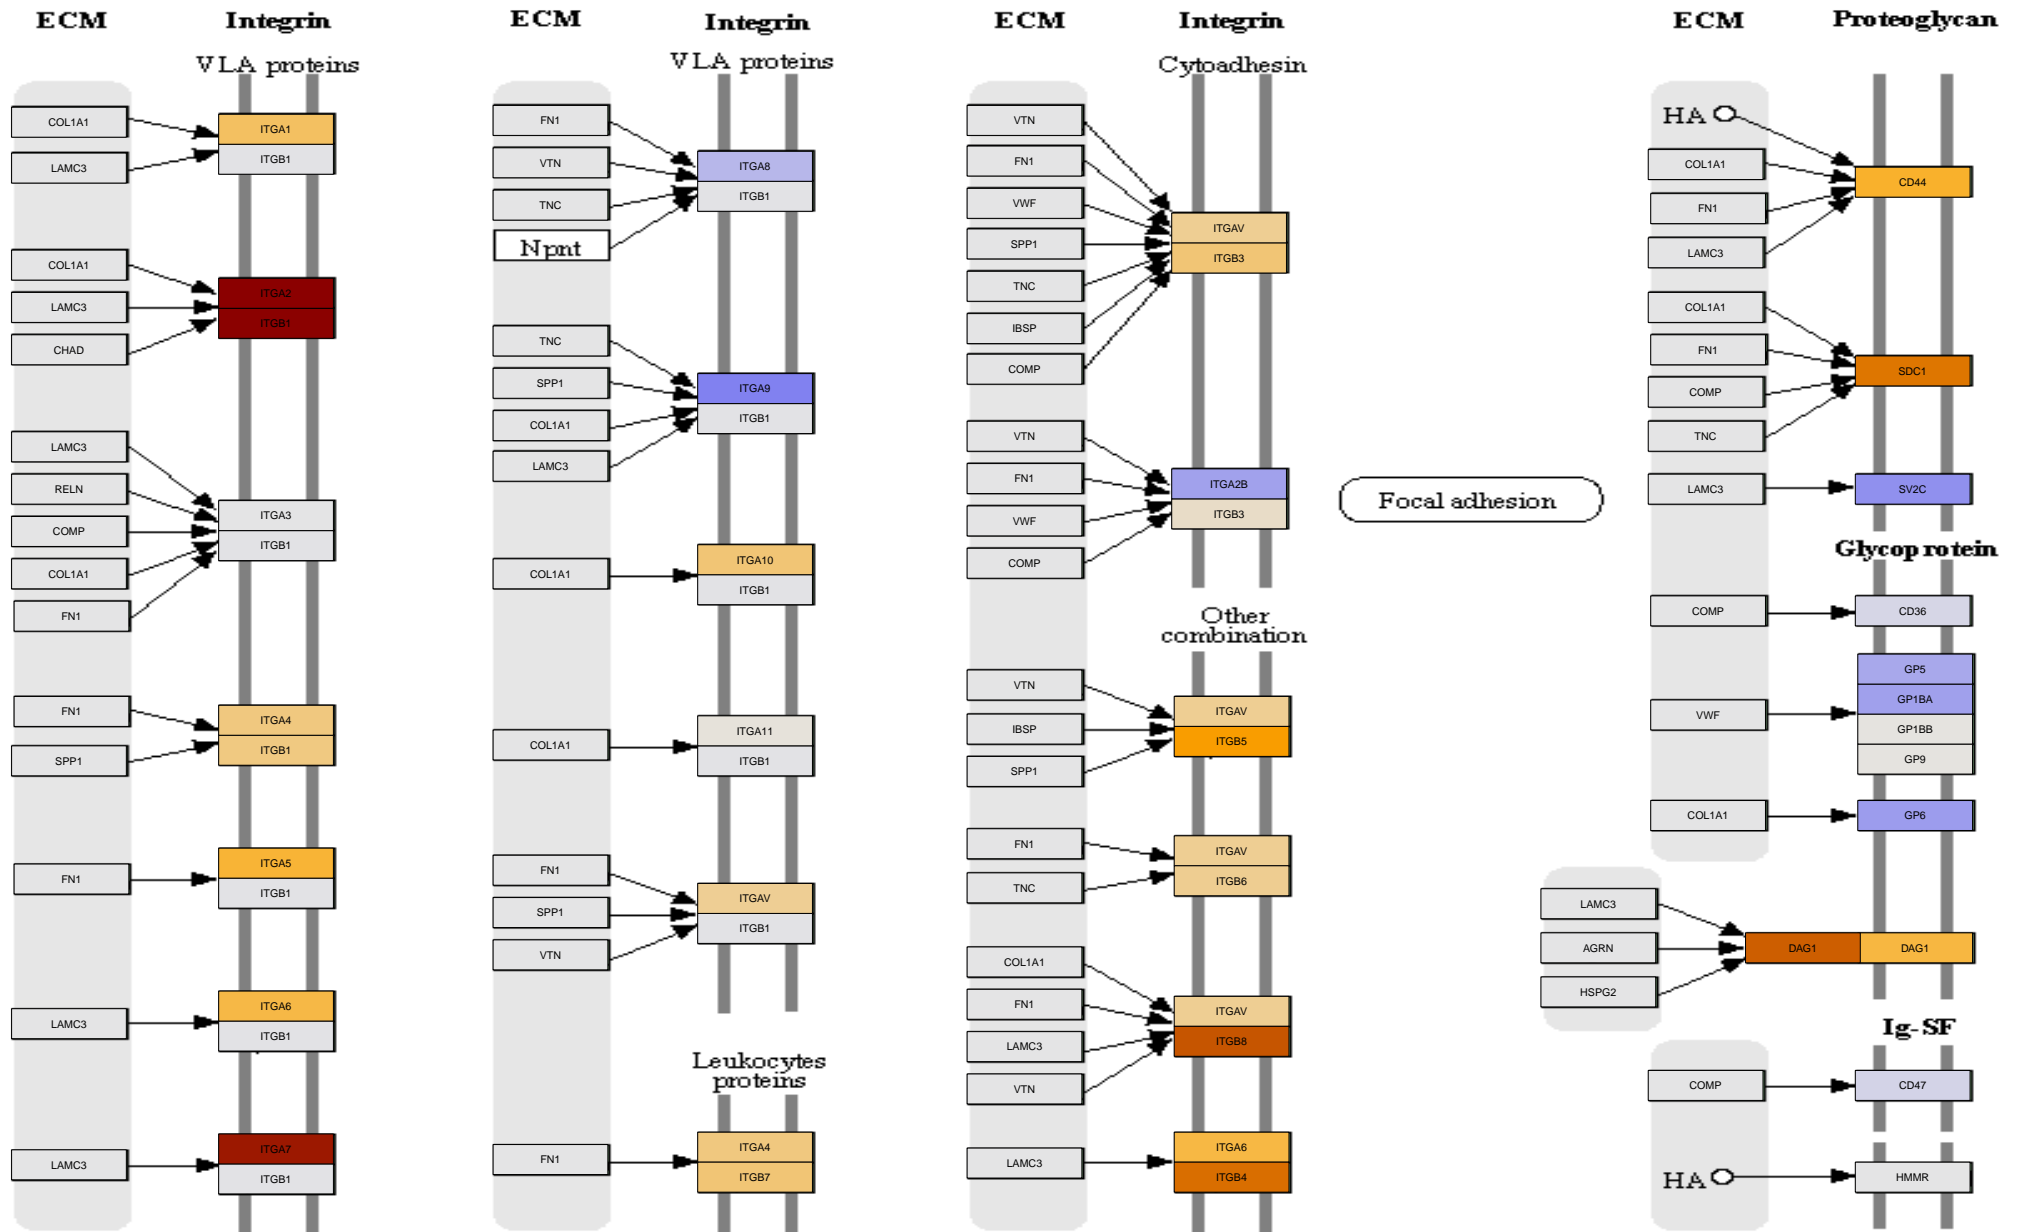 ECM
Integrin
VLA proteins
COL1A1
LAMC3
ITGA1
ITGB1
COL1A1
LAMC3
CHAD
ITGA2
ITGB1
LAMC3
RELN
COMP
COL1A1
FN1
ITGA3
ITGB1
FN1
SPP1
ITGA4
ITGB1
FN1
ITGA5
ITGB1
LAMC3
ITGA6
ITGB1
LAMC3
ITGA7
ITGB1
ECM
Integrin
VLA proteins
FN1
VTN
TNC
Npnt
ITGA8
ITGB1
TNC
SPP1
COL1A1
LAMC3
ITGA9
ITGB1
COL1A1
ITGA10
ITGB1
COL1A1
ITGA11
ITGB1
FN1
SPP1
VTN
ITGAV
ITGB1
Leukocytes
proteins
FN1
ITGA4
ITGB7
ECM
Integrin
Cytoadhesin
VTN
FN1
VWF
SPP1
TNC
IBSP
COMP
ITGAV
ITGB3
VTN
FN1
VWF
COMP
ITGA2B
ITGB3
Other
combination
VTN
IBSP
SPP1
ITGAV
ITGB5
FN1
TNC
ITGAV
ITGB6
COL1A1
FN1
LAMC3
VTN
ITGAV
ITGB8
LAMC3
ITGA6
ITGB4
Focal adhesion
ECM
Proteoglycan
HA
COL1A1
FN1
LAMC3
CD44
COL1A1
FN1
COMP
TNC
SDC1
LAMC3
SV2C
Glycoprotein
COMP
CD36
VWF
GP5
GP1BA
GP1BB
GP9
COL1A1
GP6
LAMC3
AGRN
HSPG2
DAG1
DAG1
Ig-SF
COMP
CD47
HA
HMMR